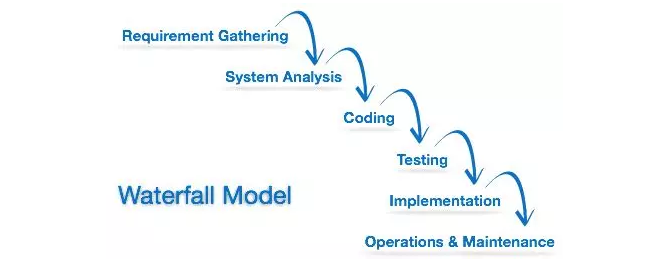 Requirement Gathering
System Analysis
Coding
Testing
Waterfall Model
Implementation
Operations & Maintenance